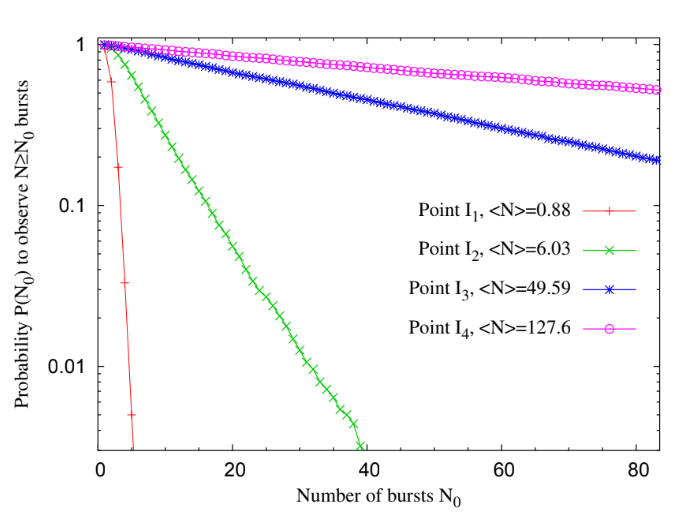 Probability P(N₀) to observe N≥N₀ bursts
1
0.1
0.01
Point I₁, <N>=0.88
Point I₂, <N>=6.03
Point I₃, <N>=49.59
Point I₄, <N>=127.6
0 20 40 60 80
Number of bursts N₀